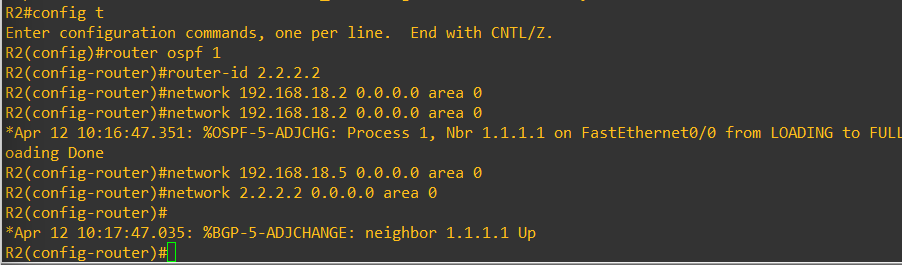 R2#config t
Enter configuration commands, one per line.  End with CNTL/Z.
R2(config)#router ospf 1
R2(config-router)#router-id 2.2.2.2
R2(config-router)#network 192.168.18.2 0.0.0.0 area 0
R2(config-router)#network 192.168.18.2 0.0.0.0 area 0
*Apr 12 10:16:47.351: %OSPF-5-ADJCHG: Process 1, Nbr 1.1.1.1 on FastEthernet0/0 from LOADING to FULL
oading Done
R2(config-router)#network 192.168.18.5 0.0.0.0 area 0
R2(config-router)#network 2.2.2.2 0.0.0.0 area 0
R2(config-router)#
*Apr 12 10:17:47.035: %BGP-5-ADJCHANGE: neighbor 1.1.1.1 Up
R2(config-router)#